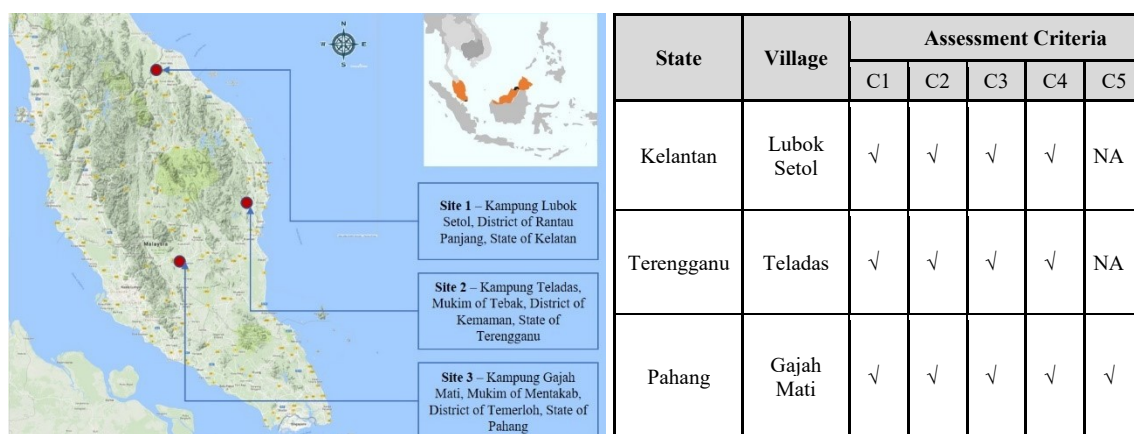 N
W
E
S
Malaysia
Singapore
Site 1 – Kampung Lubok
Setol, District of Rantau
Panjang, State of Kelatan
Site 2 – Kampung Teladas,
Mukim of Tebak, District of
Kemaman, State of
Terengganu
Site 3 – Kampung Gajah
Mati, Mukim of Mentakab,
District of Temerloh, State of
Pahang
State Village Assessment Criteria
C1 C2 C3 C4 C5
Kelantan Lubok Setol √ √ √ √ NA
Terengganu Teladas √ √ √ √ NA
Pahang Gajah Mati √ √ √ √ √